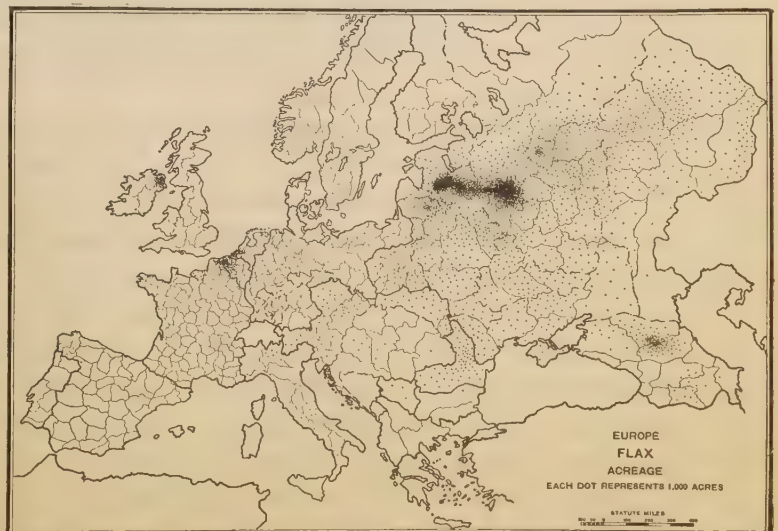 EUROPE
FLAX
ACREAGE
EACH DOT REPRESENTS 1,000 ACRES
STATUTE MILES